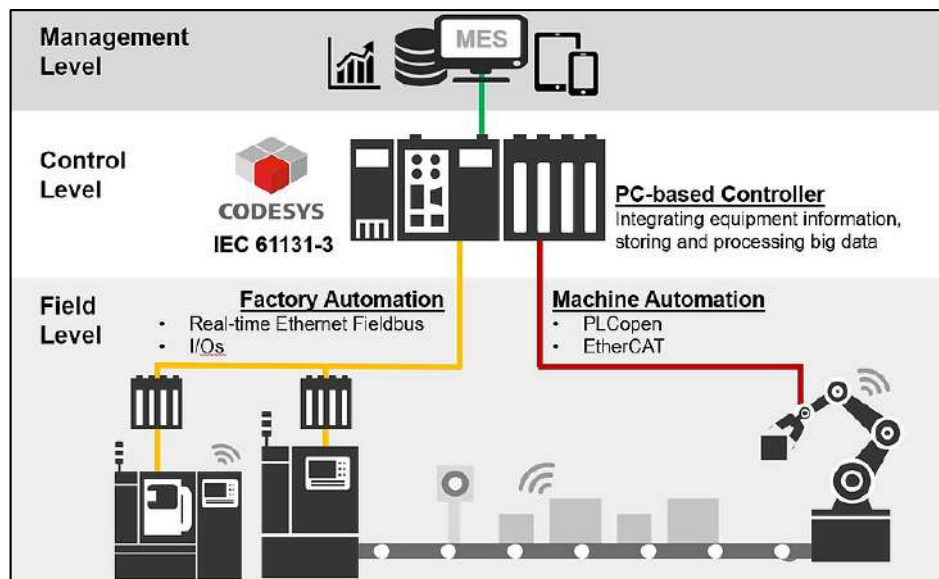 Management
Level
MES
Control
Level
CODESYS
IEC 61131-3
PC-based Controller
Integrating equipment information,
storing and processing big data
Field
Level
Factory Automation
• Real-time Ethernet Fieldbus
• I/Os
Machine Automation
• PLCopen
• EtherCAT